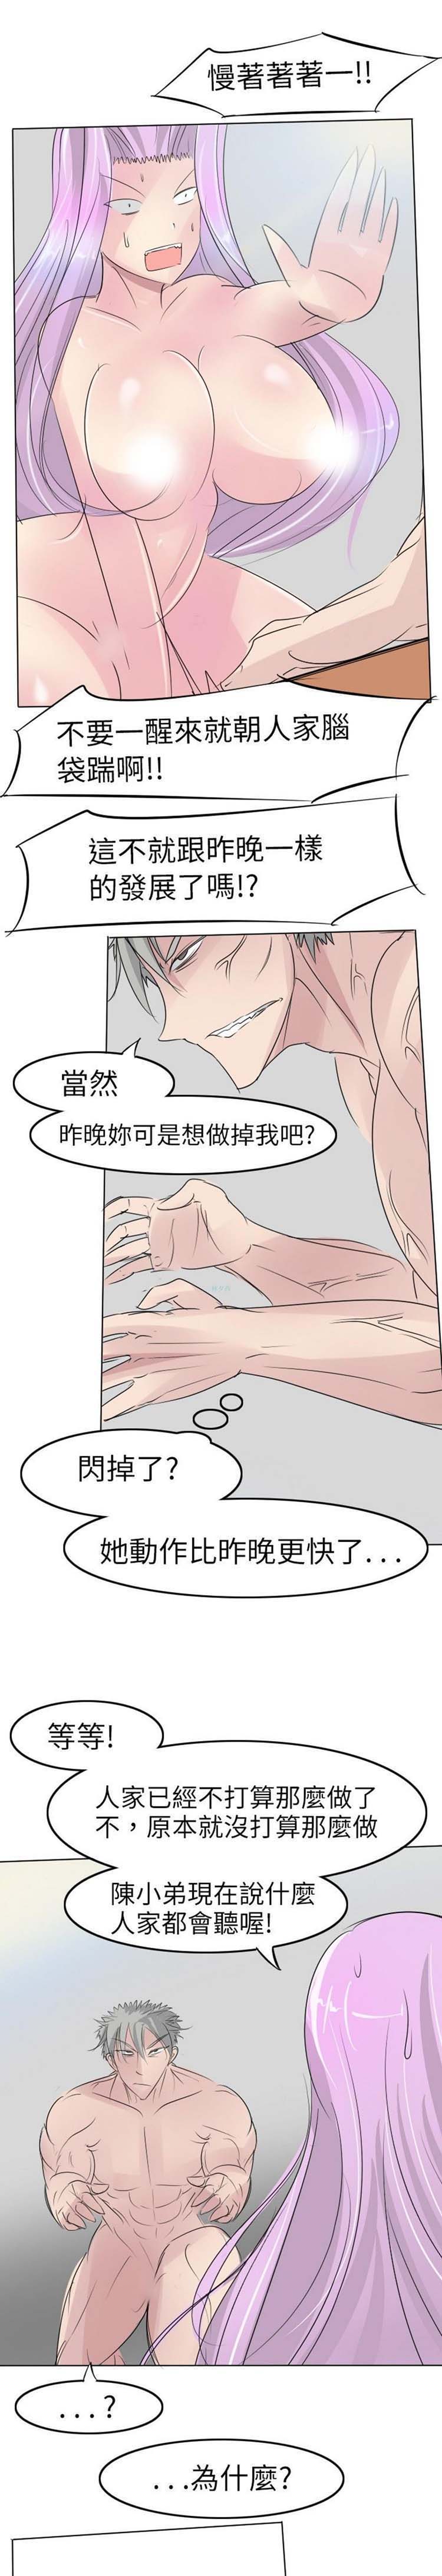 慢著著著一!!
不要一醒來就朝人家腦
袋踹啊!!
這不就跟昨晚一樣
的發展了嗎!?
當然
昨晚妳可是想做掉我吧?
閃掉了?
她動作比昨晚更快了...
等等!
人家已經不打算那麼做了
不，原本就沒打算那麼做
陳小弟現在說什麼
人家都會聽喔!
...?
...為什麼?